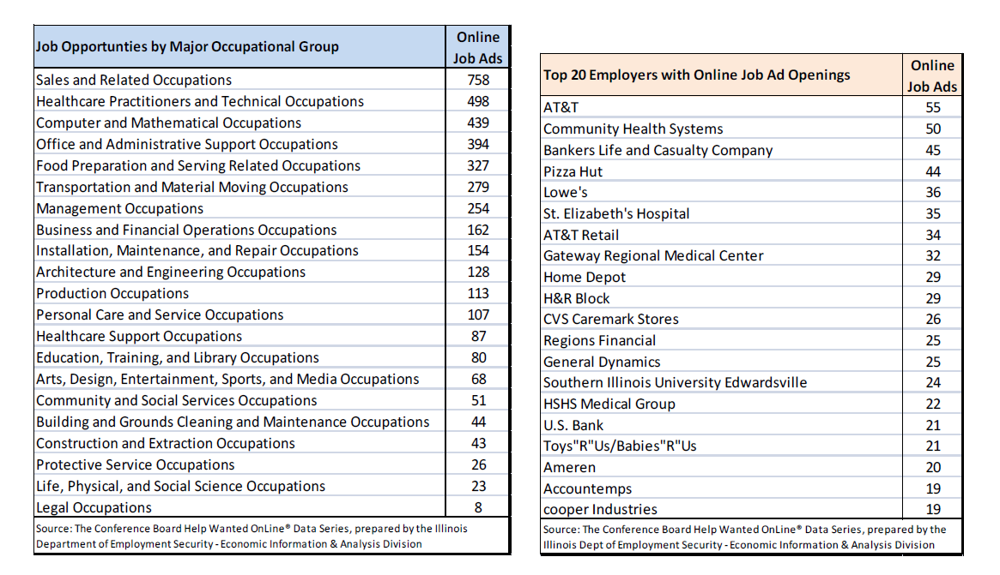 Job Opportunties by Major Occupational Group Online
Job Ads
Sales and Related Occupations 758
Healthcare Practitioners and Technical Occupations 498
Computer and Mathematical Occupations 439
Office and Administrative Support Occupations 394
Food Preparation and Serving Related Occupations 327
Transportation and Material Moving Occupations 279
Management Occupations 254
Business and Financial Operations Occupations 162
Installation, Maintenance, and Repair Occupations 154
Architecture and Engineering Occupations 128
Production Occupations 113
Personal Care and Service Occupations 107
Healthcare Support Occupations 87
Education, Training, and Library Occupations 80
Arts, Design, Entertainment, Sports, and Media Occupations 68
Community and Social Services Occupations 51
Building and Grounds Cleaning and Maintenance Occupations 44
Construction and Extraction Occupations 43
Protective Service Occupations 26
Life, Physical, and Social Science Occupations 23
Legal Occupations 8
Source: The Conference Board Help Wanted OnLine® Data Series, prepared by the Illinois
Department of Employment Security - Economic Information & Analysis Division
Top 20 Employers with Online Job Ad Openings Online
Job Ads
AT&T 55
Community Health Systems 50
Bankers Life and Casualty Company 45
Pizza Hut 44
Lowe's 36
St. Elizabeth's Hospital 35
AT&T Retail 34
Gateway Regional Medical Center 32
Home Depot 29
H&R Block 29
CVS Caremark Stores 26
Regions Financial 25
General Dynamics 25
Southern Illinois University Edwardsville 24
HSHS Medical Group 22
U.S. Bank 21
Toys"R"Us/Babies"R"Us 21
Ameren 20
Accountemps 19
cooper Industries 19
Source: The Conference Board Help Wanted OnLine® Data Series, prepared by the
Illinois Dept of Employment Security - Economic Information & Analysis Division